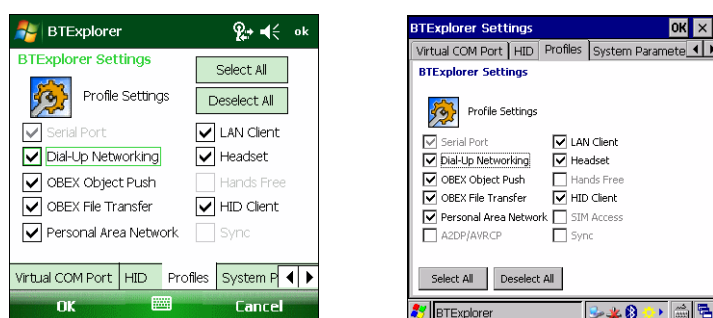 BTExplorer ok
BTExplorer Settings
Select All
Profile Settings
Deselect All
Serial Port LAN Client
Dial-Up Networking Headset
OBEX Object Push Hands Free
OBEX File Transfer HID Client
Personal Area Network Sync
Virtual COM Port HID Profiles System P
OK Cancel
BTExplorer Settings OK
Virtual COM Port HID Profiles System Paramete
BTExplorer Settings
Profile Settings
Serial Port LAN Client
Dial-Up Networking Headset
OBEX Object Push Hands Free
OBEX File Transfer HID Client
Personal Area Network SIM Access
A2DP/AVRCP Sync
Select All Deselect All
BTExplorer